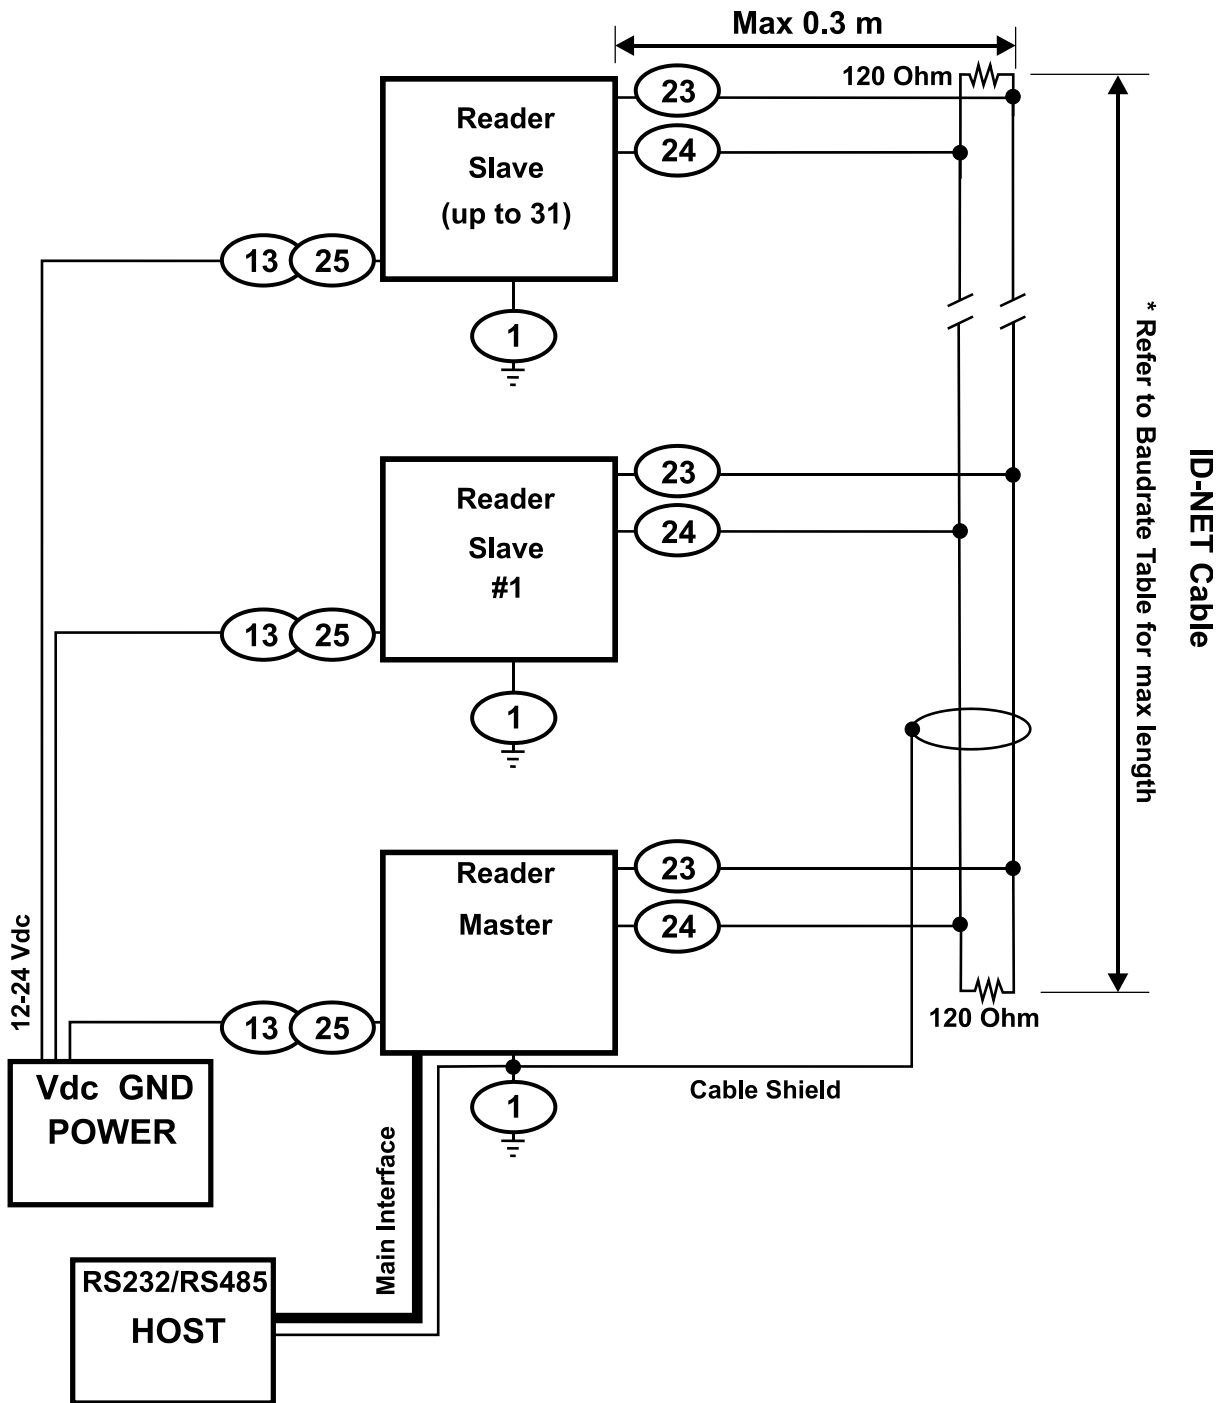 Max 0.3 m
120 Ohm
Reader
Slave
(up to 31)
23
24
13
25
1
Reader
Slave
#1
23
24
13
25
1
Reader
Master
23
24
13
25
1
120 Ohm
Cable Shield
12-24 Vdc
Vdc GND
POWER
Main Interface
RS232/RS485
HOST
* Refer to Baudrate Table for max length
ID-NET Cable